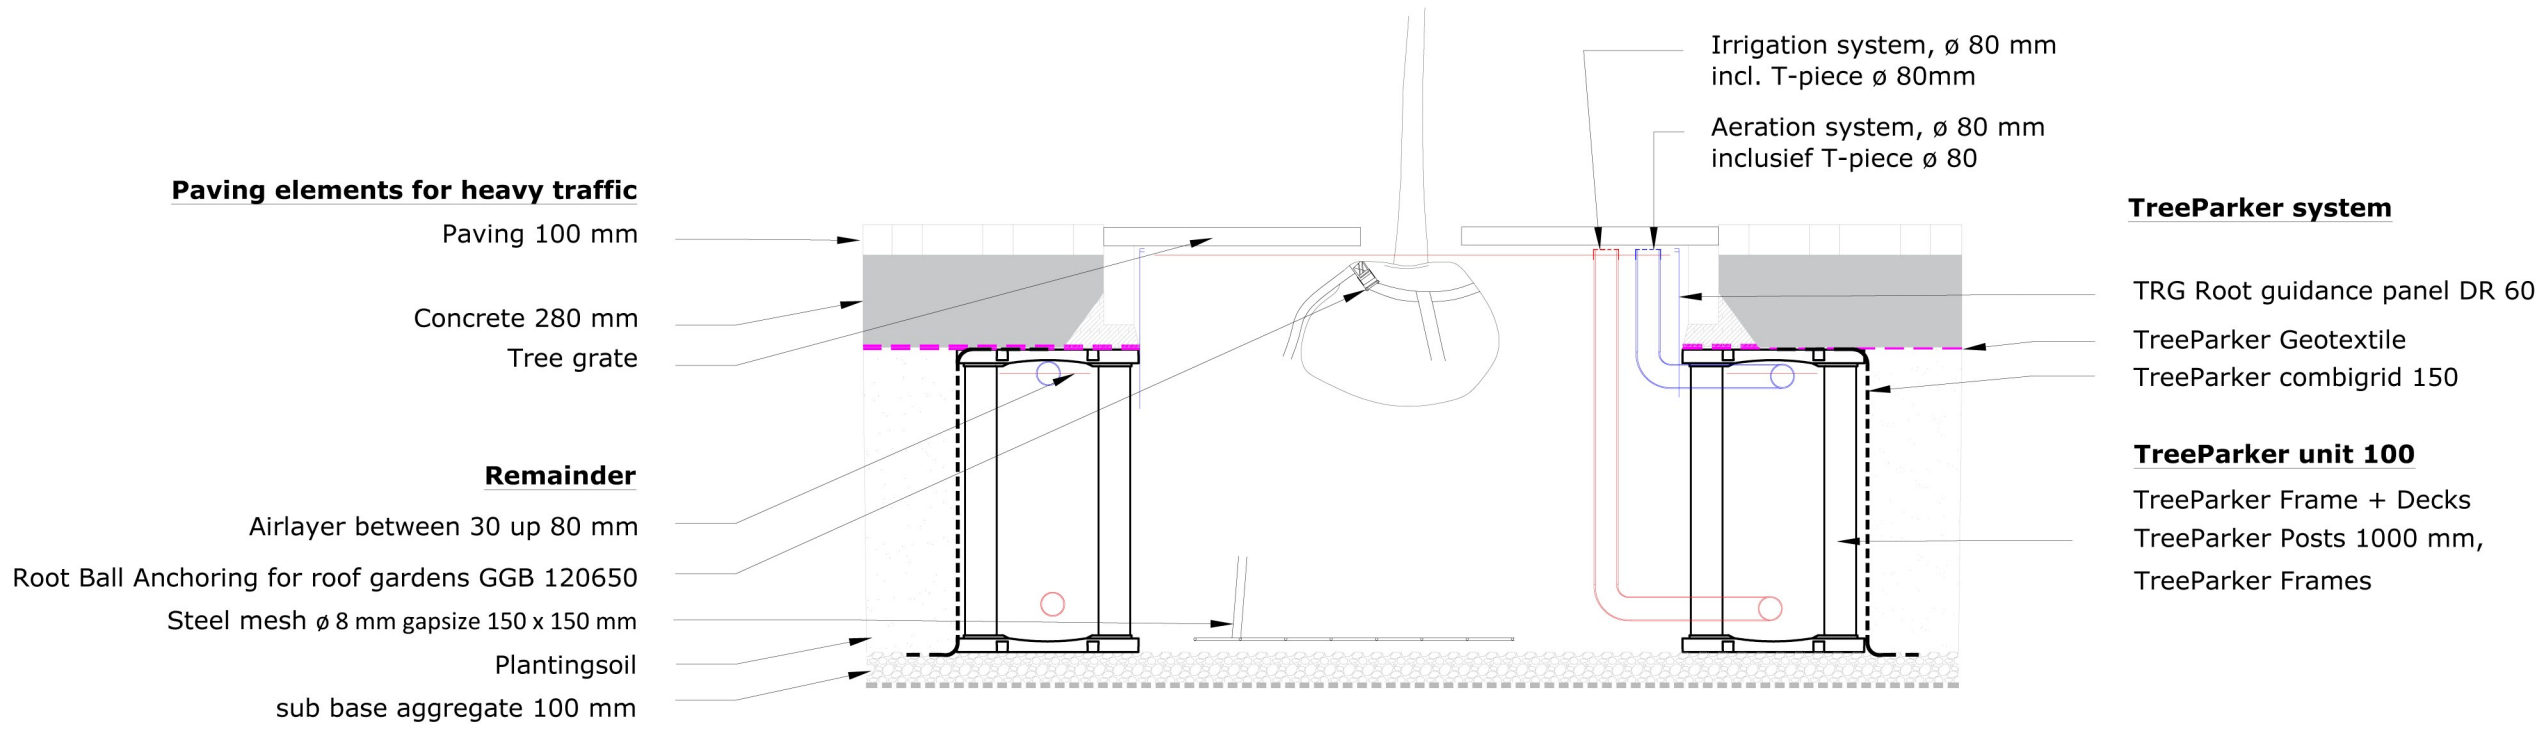 Irrigation system, ø 80 mm
incl. T-piece ø 80mm
Aeration system, ø 80 mm
inclusief T-piece ø 80
Paving elements for heavy traffic
Paving 100 mm
Concrete 280 mm
Tree grate
Remainder
Airlayer between 30 up 80 mm
Root Ball Anchoring for roof gardens GGB 120650
Steel mesh ø 8 mm gapsize 150 x 150 mm
Plantingsoil
sub base aggregate 100 mm
TreeParker system
TRG Root guidance panel DR 60
TreeParker Geotextile
TreeParker combigrid 150
TreeParker unit 100
TreeParker Frame + Decks
TreeParker Posts 1000 mm,
TreeParker Frames